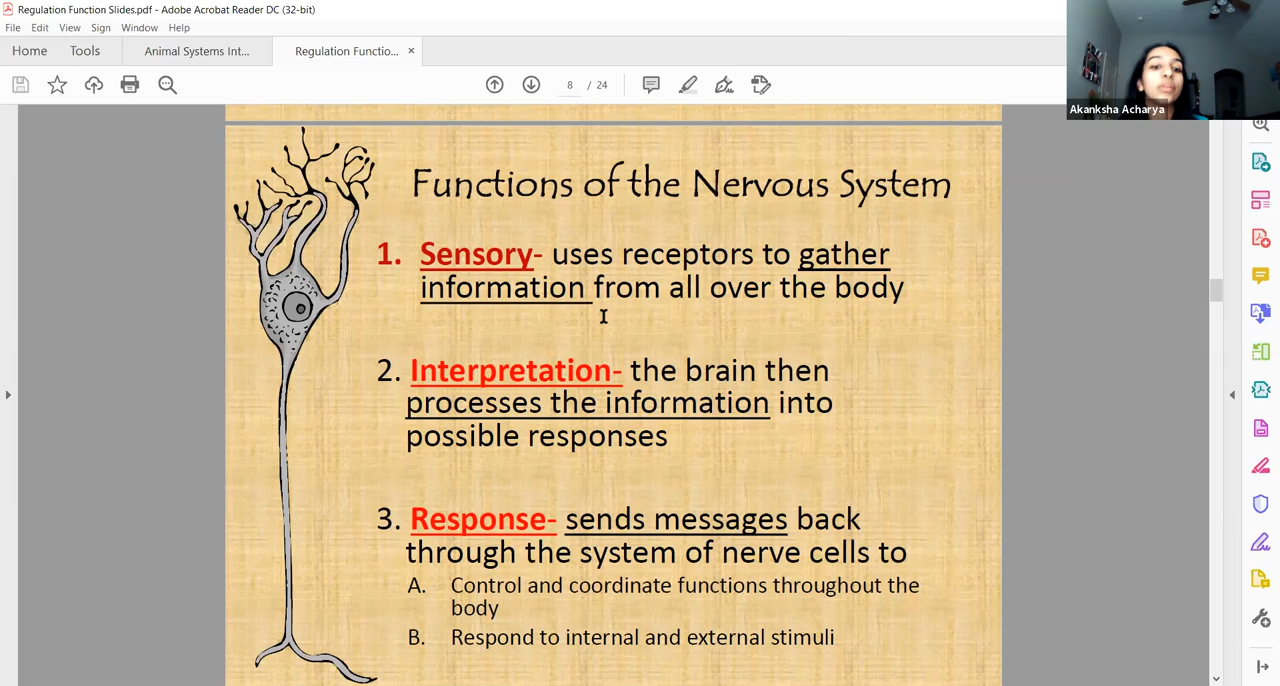 Regulation Function Slides.pdf - Adobe Acrobat Reader DC (32-bit)
File Edit View Sign Window Help
Home Tools Animal Systems Int... Regulation Functio... ×
8 / 24
Akanksha Acharya
Functions of the Nervous System
1. Sensory- uses receptors to gather
information from all over the body
2. Interpretation- the brain then
processes the information into
possible responses
3. Response- sends messages back
through the system of nerve cells to
A. Control and coordinate functions throughout the
body
B. Respond to internal and external stimuli